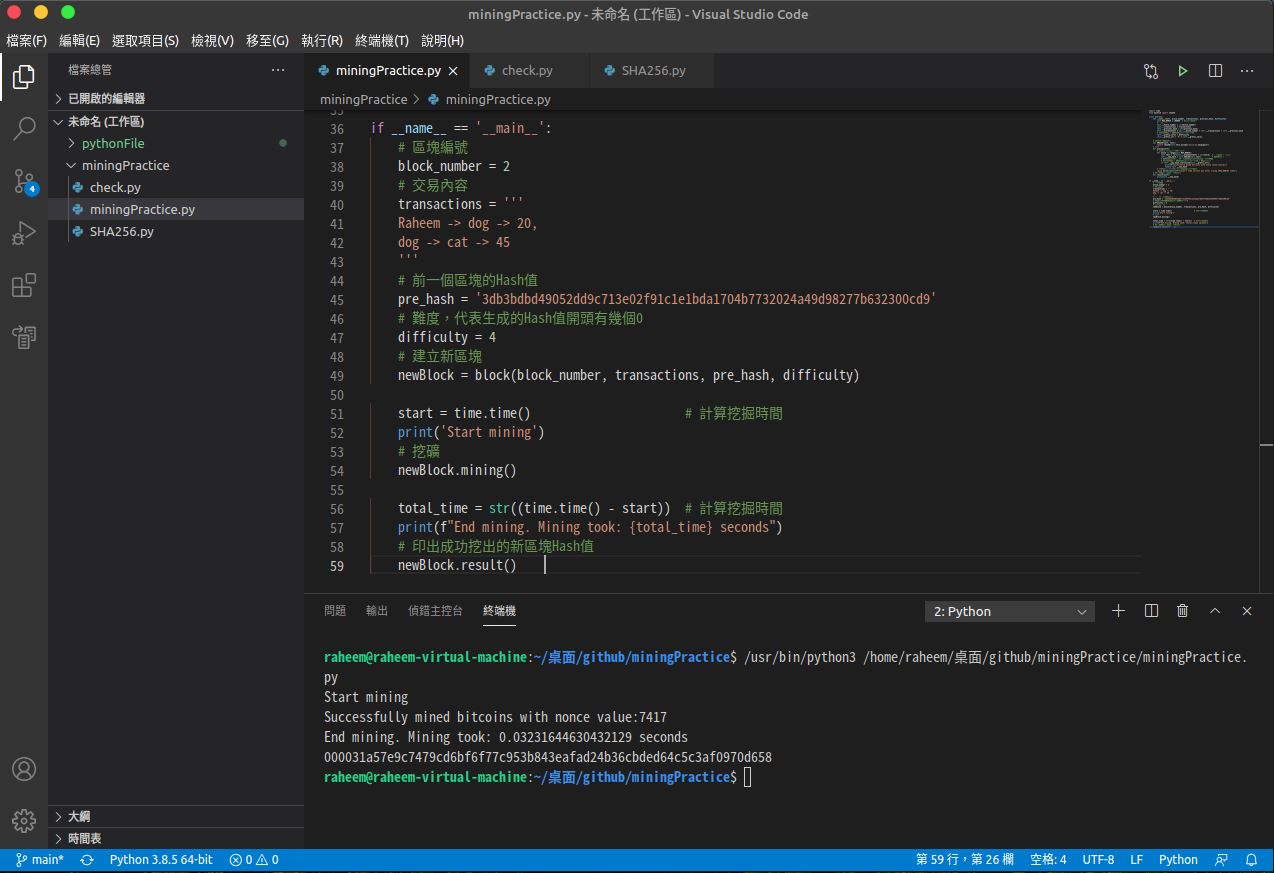 miningPractice.py - 未命名 (工作區) - Visual Studio Code
檔案(F) 編輯(E) 選取項目(S) 檢視(V) 移至(G) 執行(R) 終端機(T) 說明(H)
檔案總管
已開啟的編輯器
未命名 (工作區)
pythonFile
miningPractice
check.py
miningPractice.py
SHA256.py
4
大綱
時間表
miningPractice.py check.py SHA256.py
miningPractice > miningPractice.py
35
36 if __name__ == '__main__':
37 # 區塊編號
38 block_number = 2
39 # 交易內容
40 transactions = '''
41 Raheem -> dog -> 20,
42 dog -> cat -> 45
43 '''
44 # 前一個區塊的Hash值
45 pre_hash = '3db3bdbd49052dd9c713e02f91c1e1bda1704b7732024a49d98277b632300cd9'
46 # 難度，代表生成的Hash值開頭有幾個0
47 difficulty = 4
48 # 建立新區塊
49 newBlock = block(block_number, transactions, pre_hash, difficulty)
50
51 start = time.time() # 計算挖掘時間
52 print('Start mining')
53 # 挖礦
54 newBlock.mining()
55
56 total_time = str((time.time() - start)) # 計算挖掘時間
57 print(f"End mining. Mining took: {total_time} seconds")
58 # 印出成功挖出的新區塊Hash值
59 newBlock.result()
問題 輸出 偵錯主控台 終端機 2: Python
raheem@raheem-virtual-machine:~/桌面/github/miningPractice$ /usr/bin/python3 /home/raheem/桌面/github/miningPractice/miningPractice.
py
Start mining
Successfully mined bitcoins with nonce value:7417
End mining. Mining took: 0.03231644630432129 seconds
000031a57e9c7479cd6bf6f77c953b843eafad24b36cbded64c5c3af0970d658
raheem@raheem-virtual-machine:~/桌面/github/miningPractice$
main* Python 3.8.5 64-bit 0 0 第 59 行，第 26 欄 空格: 4 UTF-8 LF Python